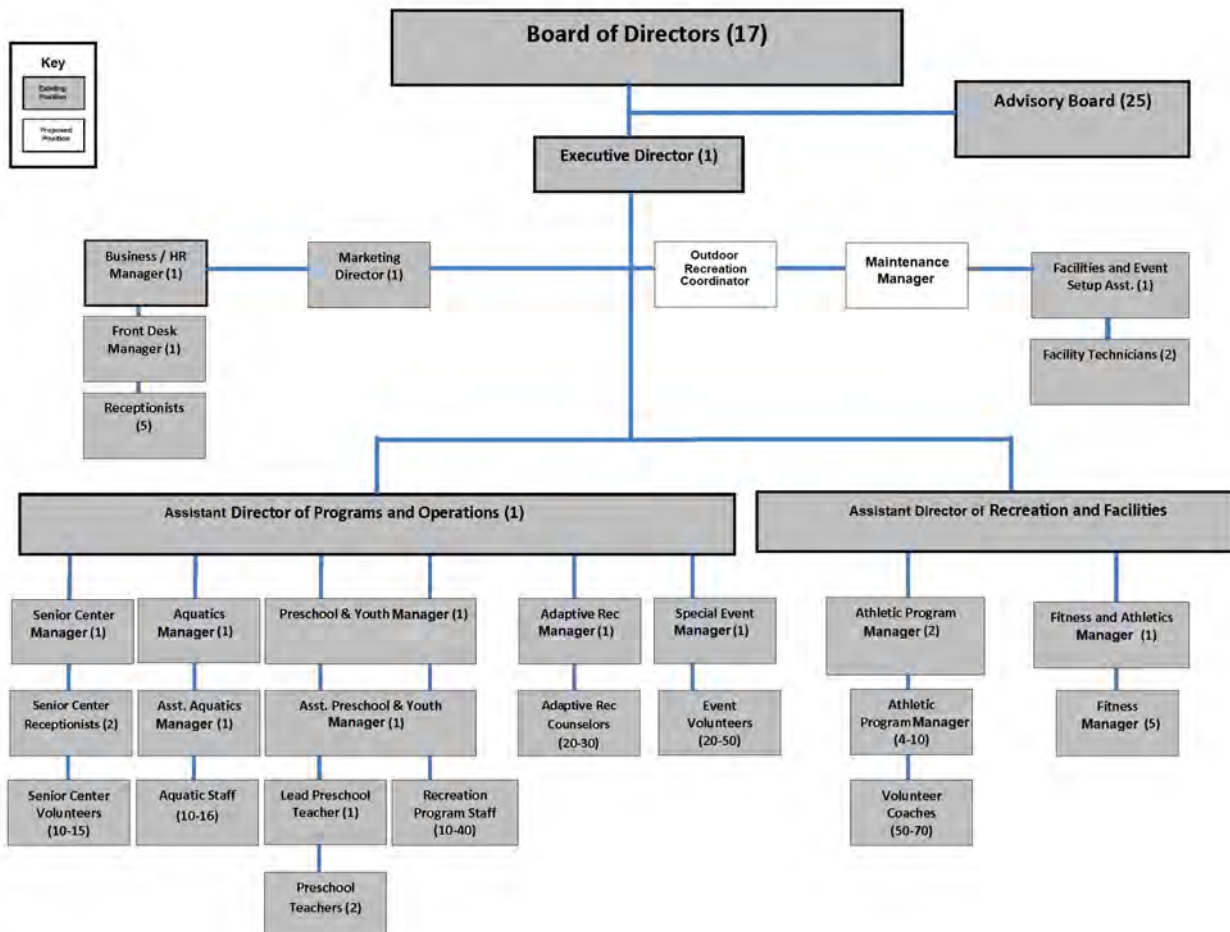 Board of Directors (17)
Key
Existing
Position
Proposed
Position
Advisory Board (25)
Executive Director (1)
Business / HR
Manager (1)
Marketing
Director (1)
Outdoor
Recreation
Coordinator
Maintenance
Manager
Facilities and Event
Setup Asst. (1)
Front Desk
Manager (1)
Facility Technicians (2)
Receptionists
(5)
Assistant Director of Programs and Operations (1)
Assistant Director of Recreation and Facilities
Senior Center
Manager (1)
Aquatics
Manager (1)
Preschool & Youth Manager (1)
Adaptive Rec
Manager (1)
Special Event
Manager (1)
Athletic Program
Manager (2)
Fitness and Athletics
Manager (1)
Senior Center
Receptionists (2)
Asst. Aquatics
Manager (1)
Asst. Preschool & Youth
Manager (1)
Adaptive Rec
Counselors
(20-30)
Event
Volunteers
(20-50)
Athletic
Program Manager
(4-10)
Fitness
Manager (5)
Senior Center
Volunteers
(10-15)
Aquatic Staff
(10-16)
Lead Preschool
Teacher (1)
Recreation
Program Staff
(10-40)
Volunteer
Coaches
(50-70)
Preschool
Teachers (2)